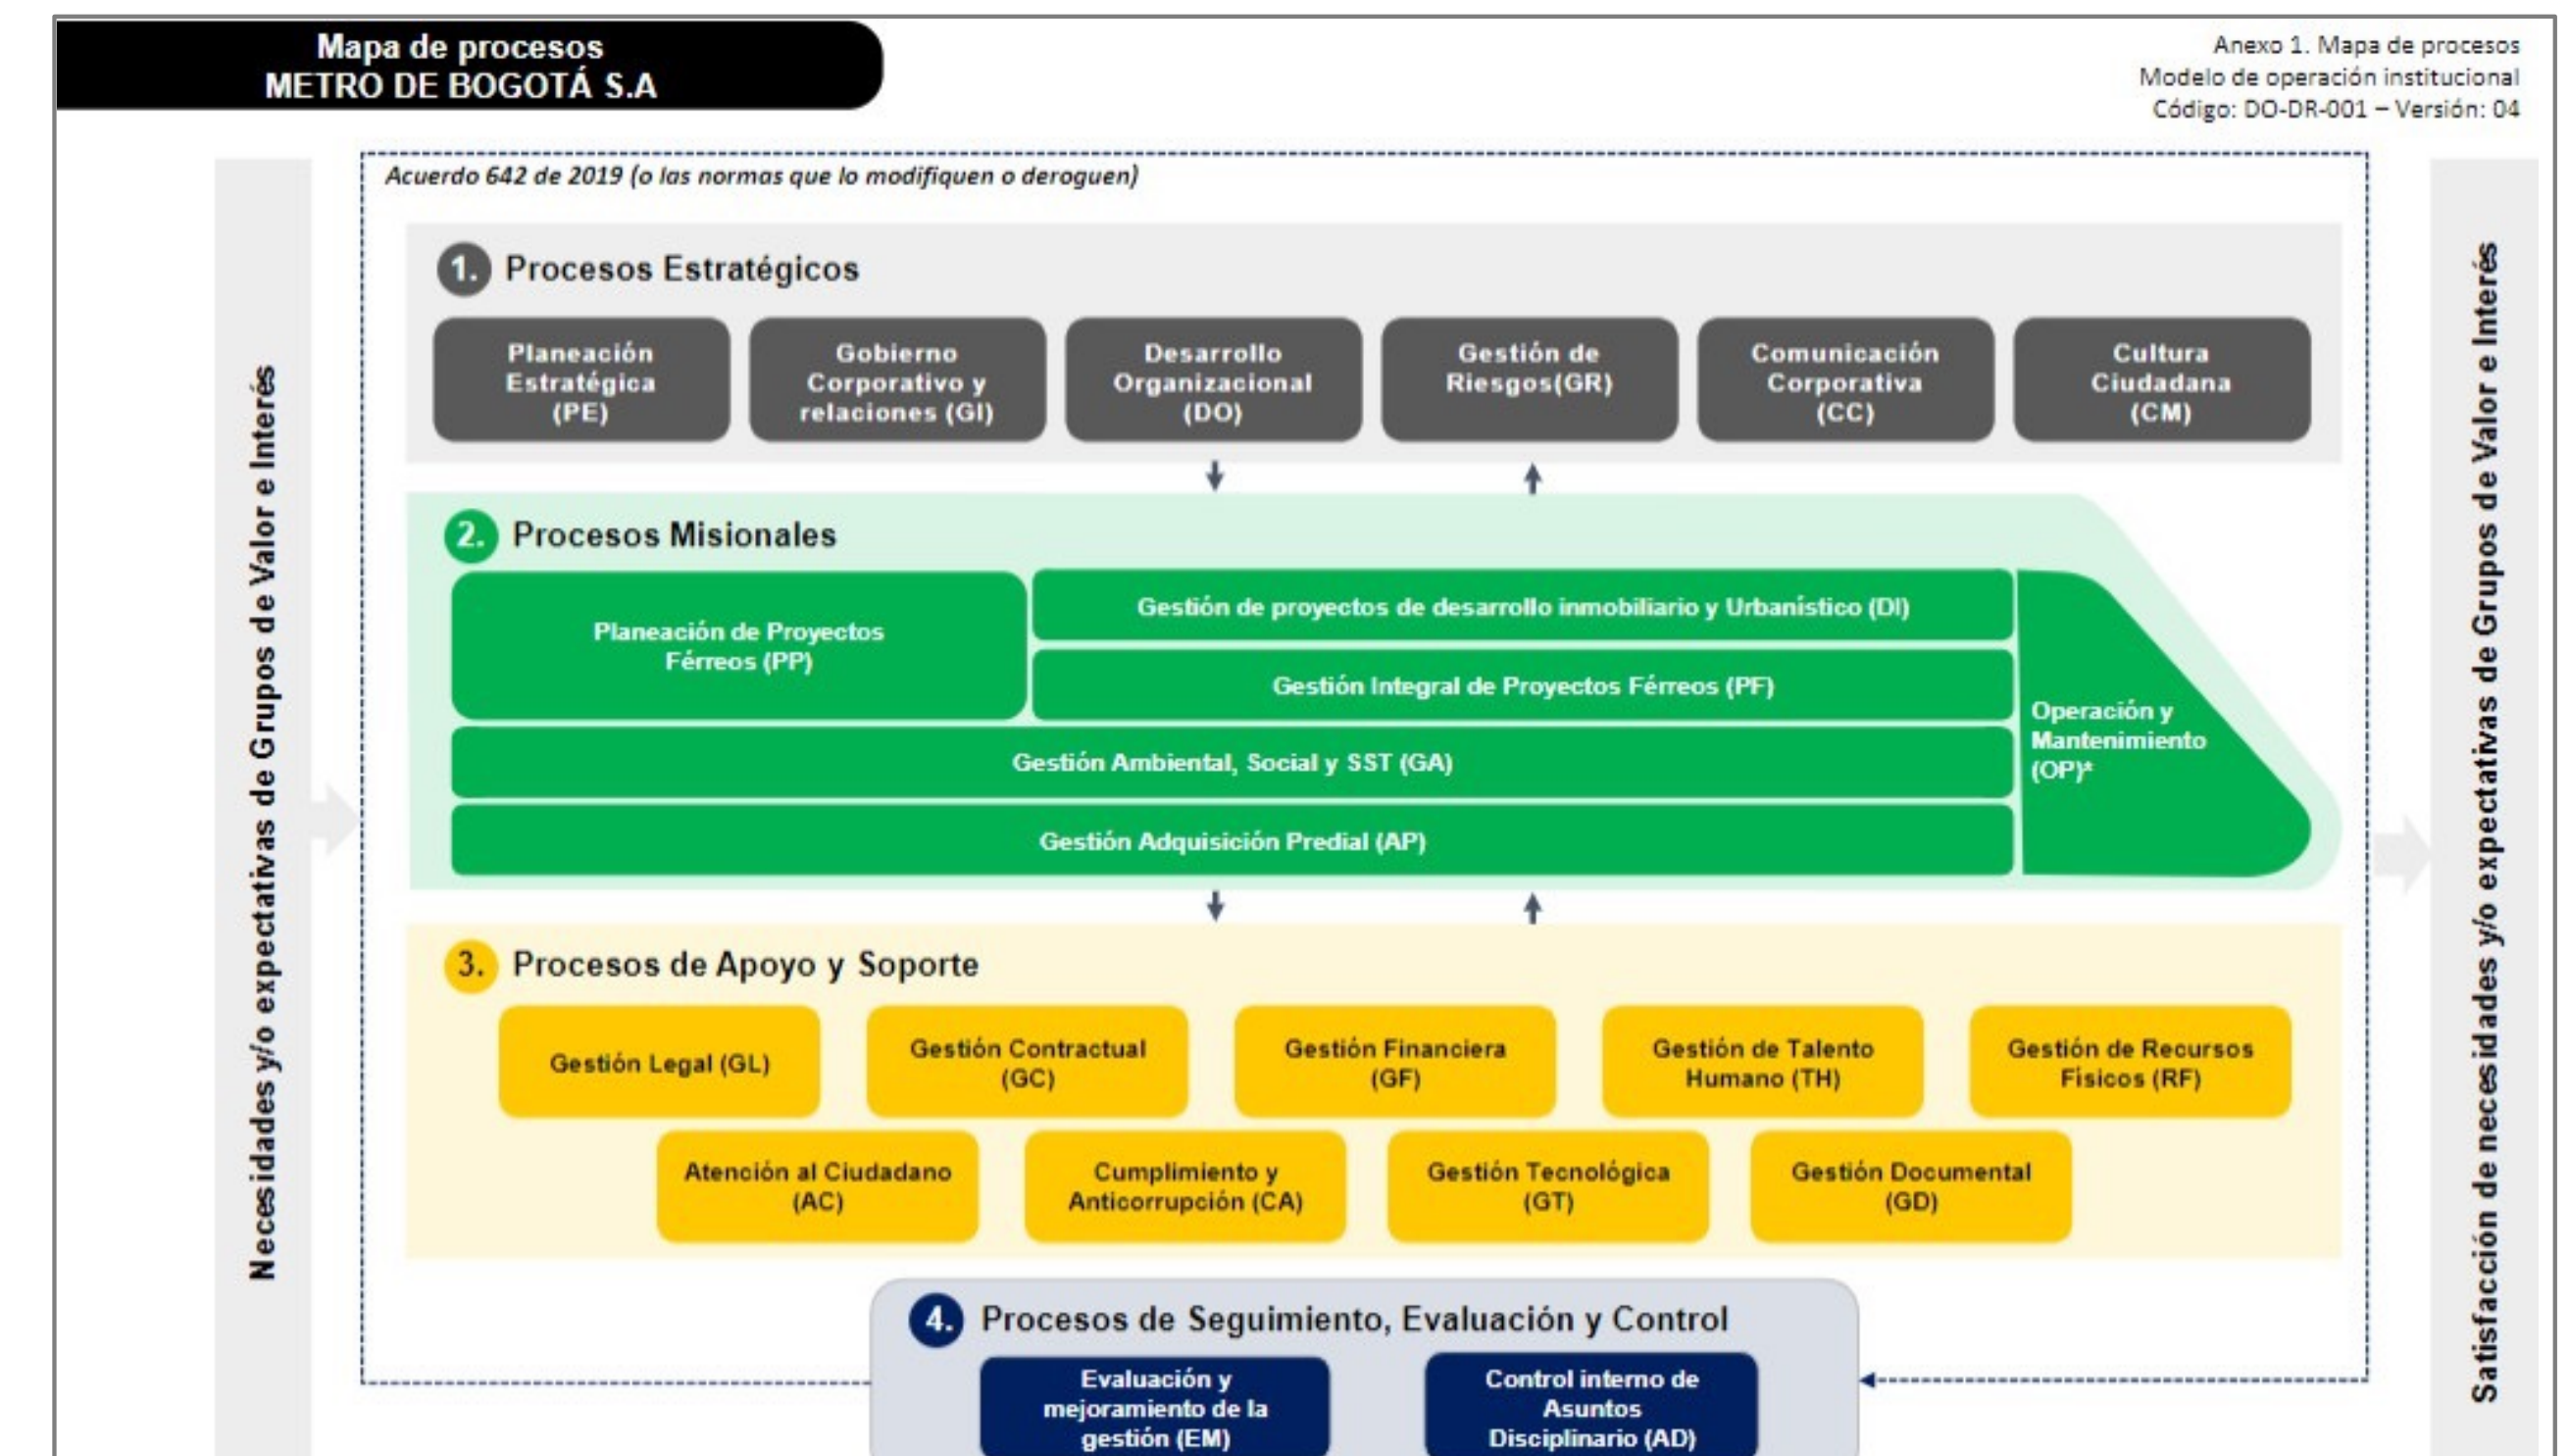 Mapa de procesos
METRO DE BOGOTÁ S.A
Anexo 1. Mapa de procesos
Modelo de operación institucional
Código: DO-DR-001 – Versión: 04
Necesidades y/o expectativas de Grupos de Valor e Interés
Acuerdo 642 de 2019 (o las normas que lo modifiquen o deroguen)
1. Procesos Estratégicos
Planeación
Estratégica
(PE)
Gobierno
Corporativo y
relaciones (GI)
Desarrollo
Organizacional
(DO)
Gestión de
Riesgos(GR)
Comunicación
Corporativa
(CC)
Cultura
Ciudadana
(CM)
2. Procesos Misionales
Planeación de Proyectos
Férreos (PP)
Gestión de proyectos de desarrollo inmobiliario y Urbanístico (DI)
Gestión Integral de Proyectos Férreos (PF)
Gestión Ambiental, Social y SST (GA)
Gestión Adquisición Predial (AP)
Operación y
Mantenimiento
(OP)*
3. Procesos de Apoyo y Soporte
Gestión Legal (GL)
Gestión Contractual
(GC)
Gestión Financiera
(GF)
Gestión de Talento
Humano (TH)
Gestión de Recursos
Físicos (RF)
Atención al Ciudadano
(AC)
Cumplimiento y
Anticorrupción (CA)
Gestión Tecnológica
(GT)
Gestión Documental
(GD)
4. Procesos de Seguimiento, Evaluación y Control
Evaluación y
mejoramiento de la
gestión (EM)
Control interno de
Asuntos
Disciplinario (AD)
Satisfacción de necesidades y/o expectativas de Grupos de Valor e Interés